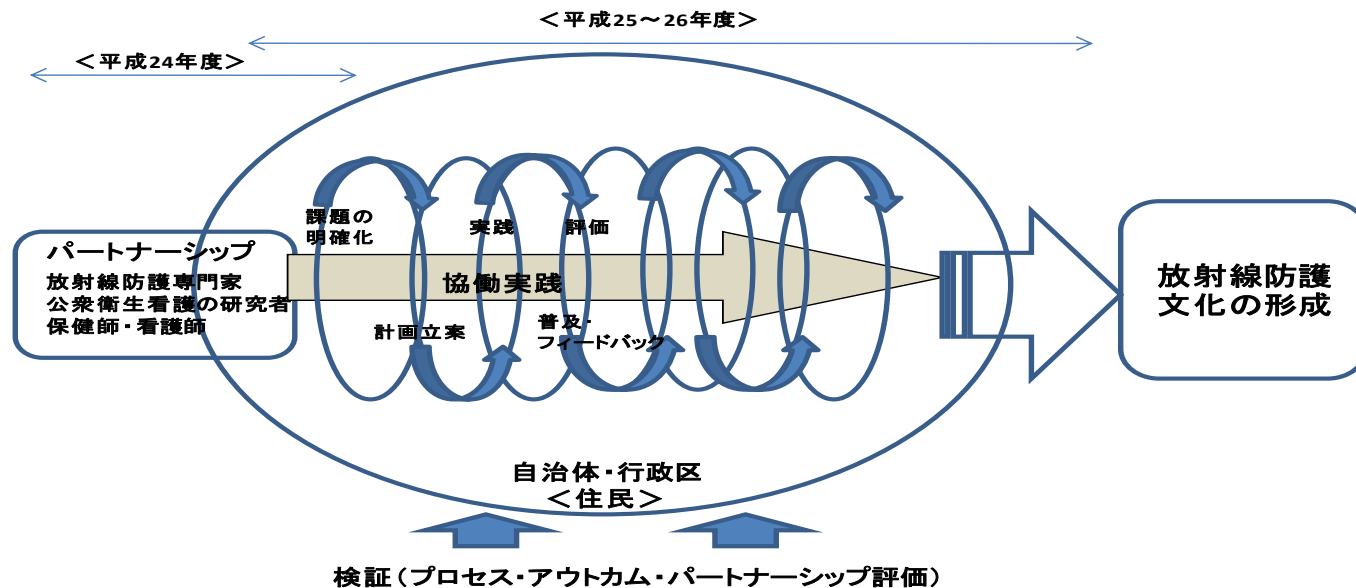 ＜平成25～26年度＞
＜平成24年度＞
課題の
明確化
実践
評価
パートナーシップ
放射線防護専門家
公衆衛生看護の研究者
保健師・看護師
協働実践
計画立案
普及・
フィードバック
放射線防護
文化の形成
自治体・行政区
＜住民＞
検証（プロセス・アウトカム・パートナーシップ評価）